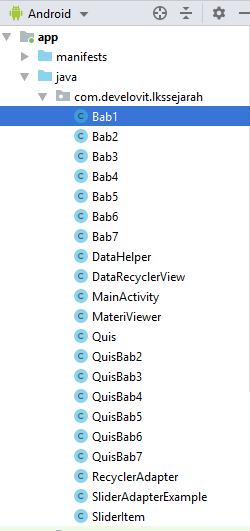 Android
app
manifests
java
com.develovit.lkssejarah
Bab1
Bab2
Bab3
Bab4
Bab5
Bab6
Bab7
DataHelper
DataRecyclerView
MainActivity
MateriViewer
Quis
QuisBab2
QuisBab3
QuisBab4
QuisBab5
QuisBab6
QuisBab7
RecyclerAdapter
SliderAdapterExample
SliderItem